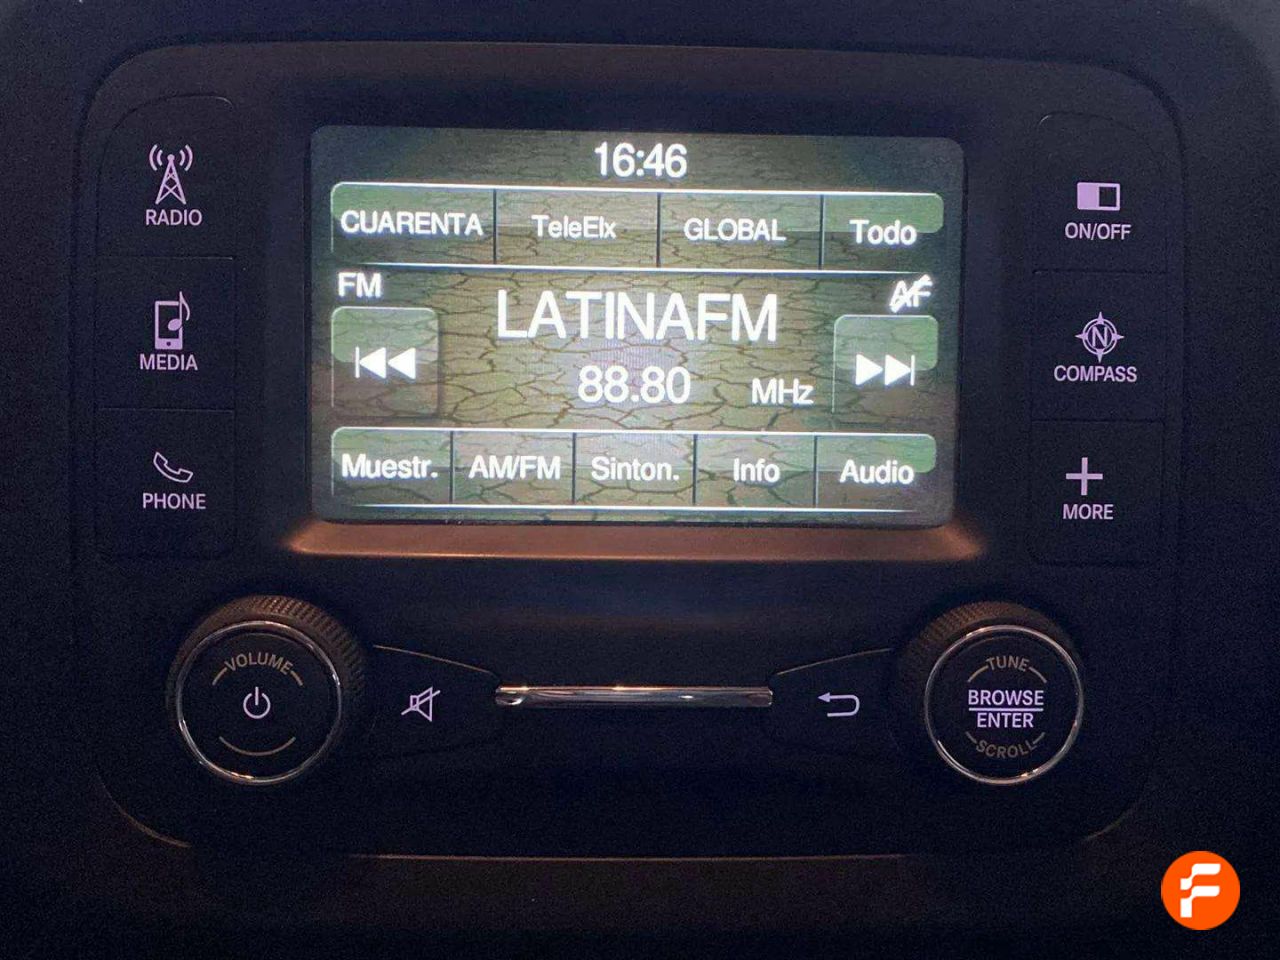 16:46
CUARENTA TeleElx GLOBAL Todo
FM AF
LATINAFM
88.80 MHz
Muestr. AM/FM Sinton. Info Audio
RADIO
MEDIA
PHONE
ON/OFF
N
COMPASS
MORE
VOLUME
TUNE
BROWSE
ENTER
SCROLL
F